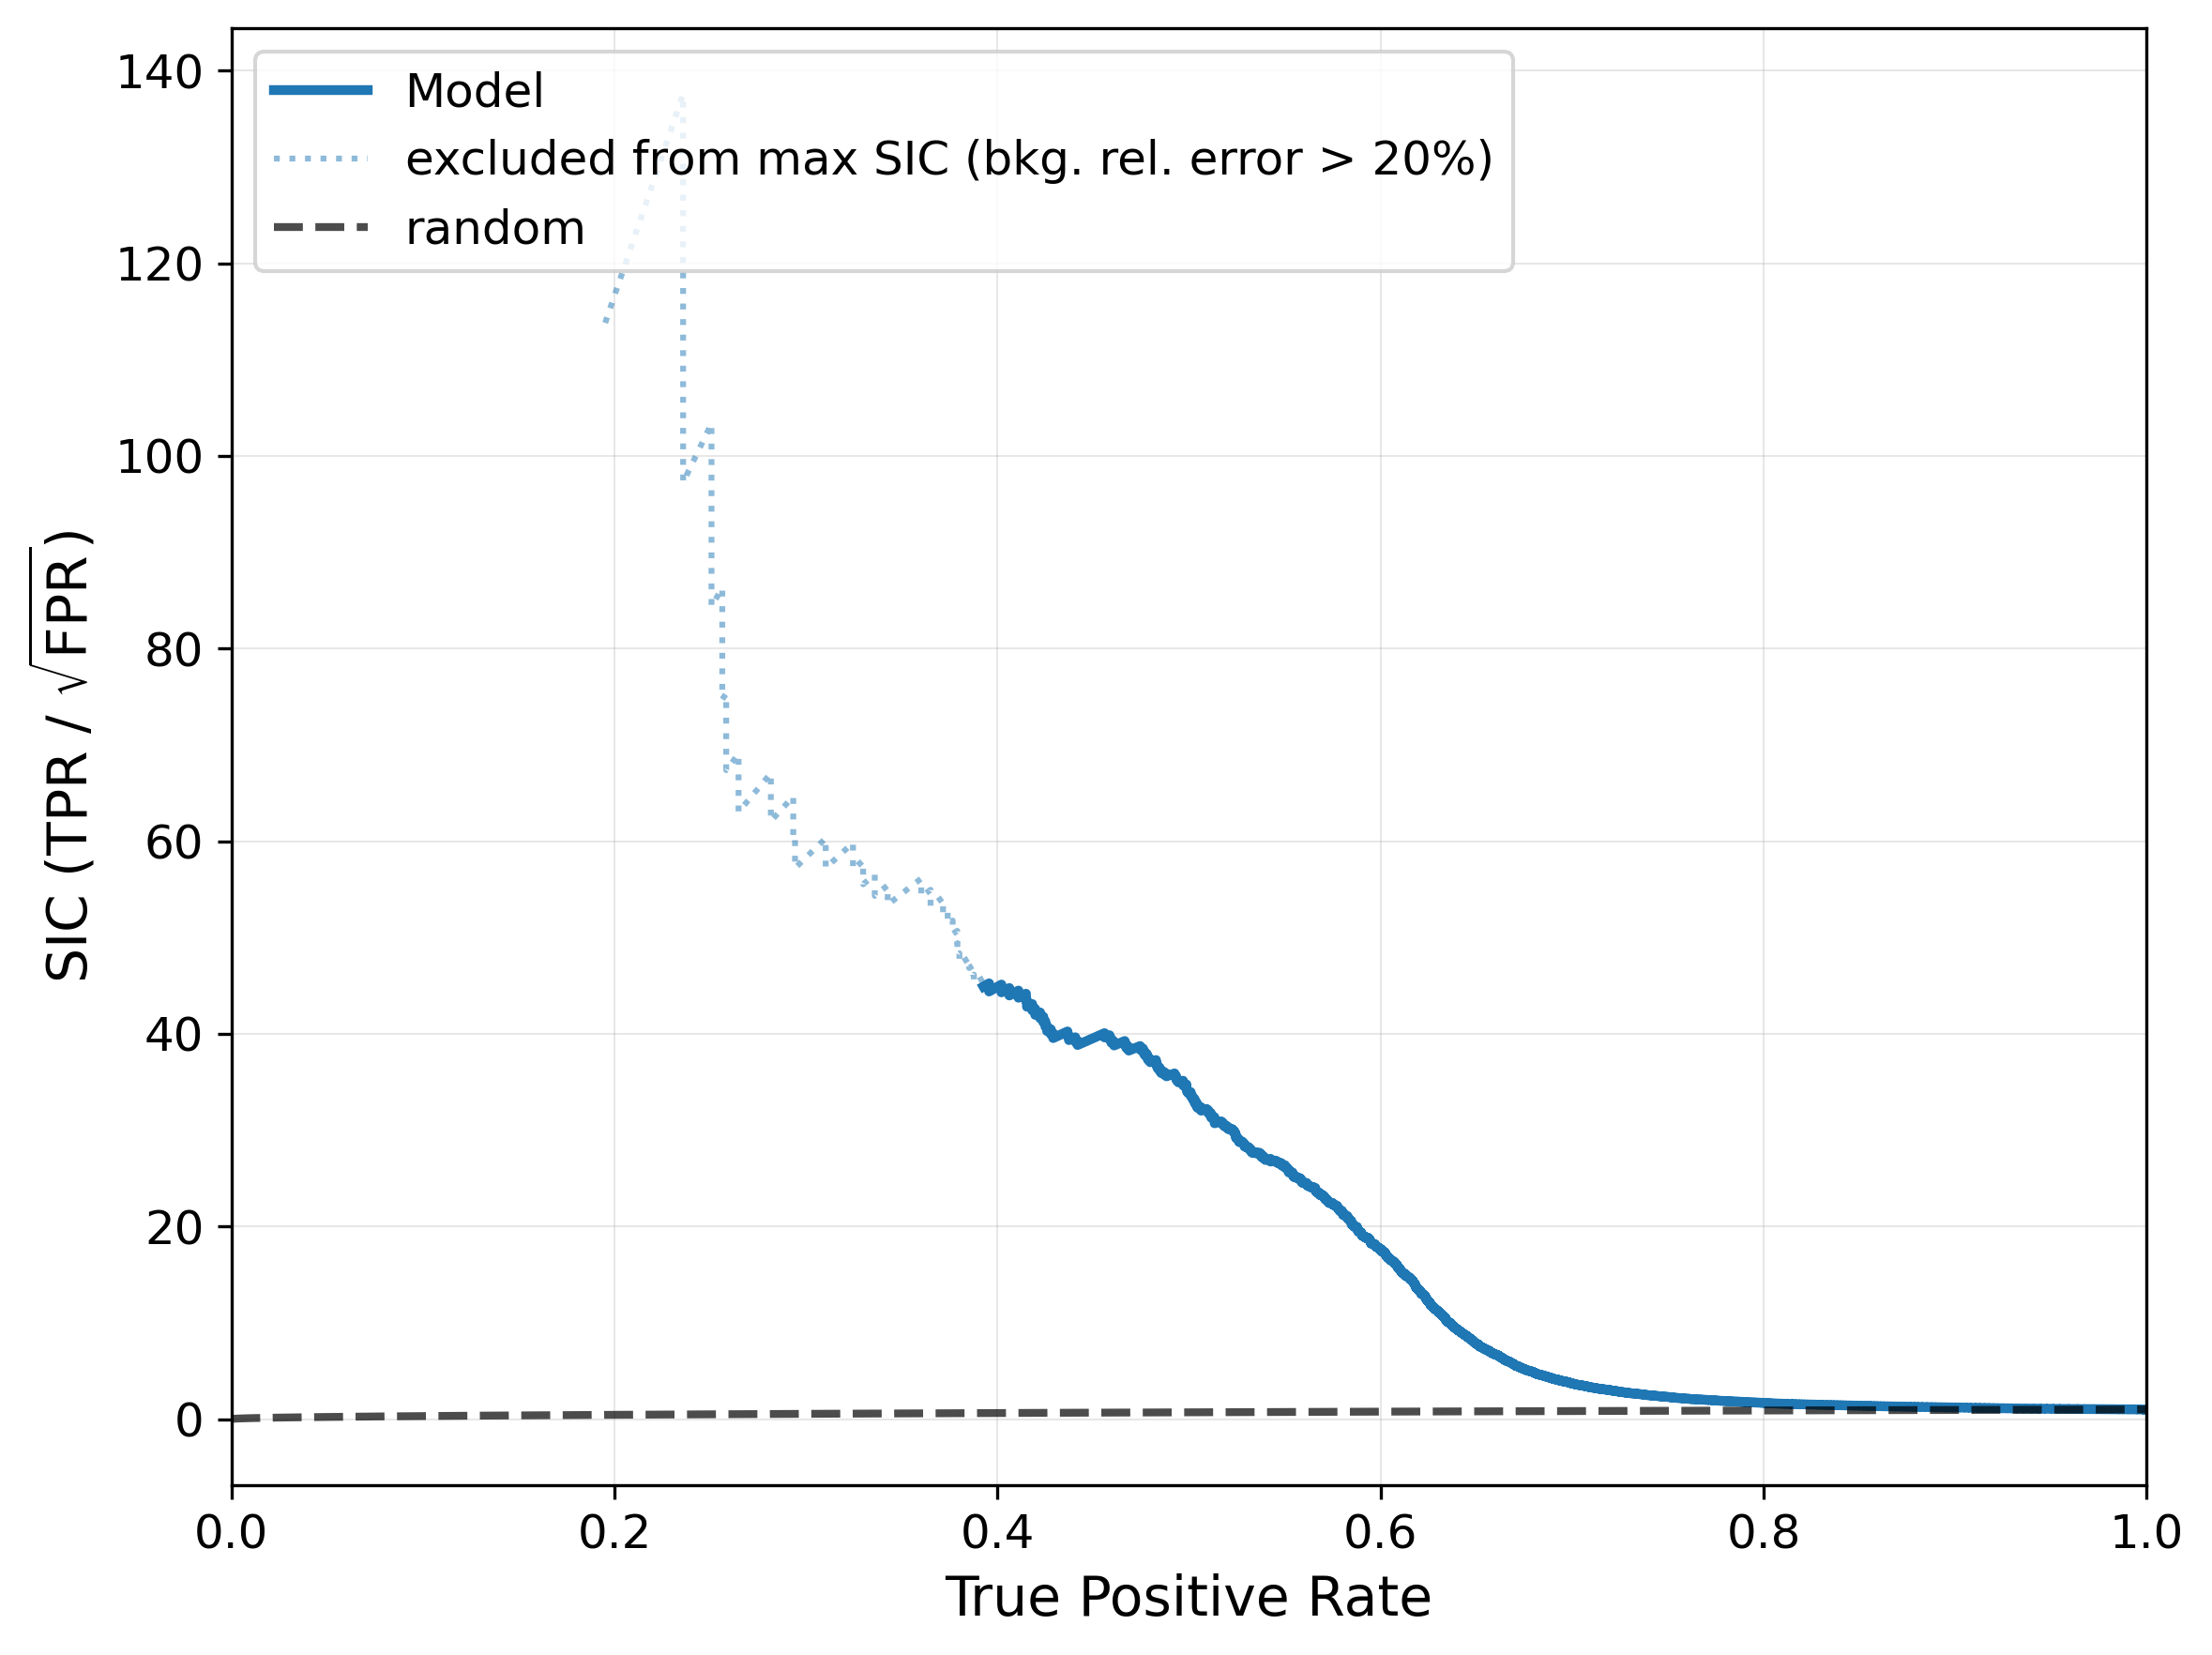 Model
excluded from max SIC (bkg. rel. error > 20%)
random
140
120
100
80
60
40
20
0
SIC (TPR / √FPR)
0.0 0.2 0.4 0.6 0.8 1.0
True Positive Rate